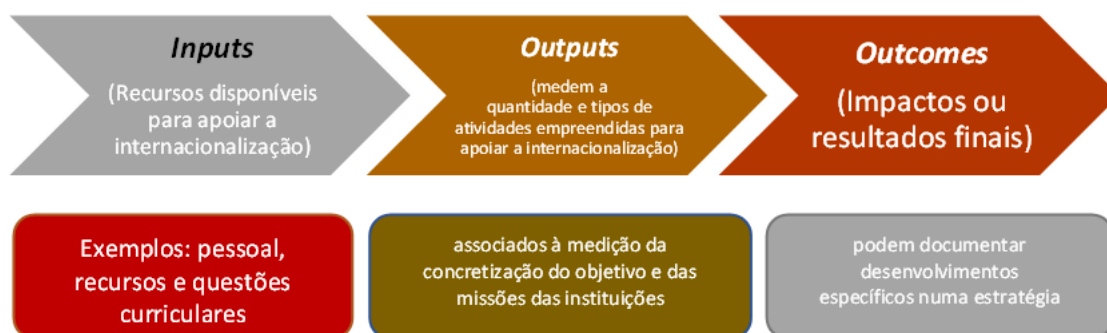 Inputs
(Recursos disponíveis
para apoiar a
internacionalização)
Outputs
(medem a
quantidade e tipos de
atividades empreendidas para
apoiar a internacionalização)
Outcomes
(Impactos ou
resultados finais)
Exemplos: pessoal,
recursos e questões
curriculares
associados à medição da
concretização do objetivo e das
missões das instituições
podem documentar
desenvolvimentos
específicos numa estratégia